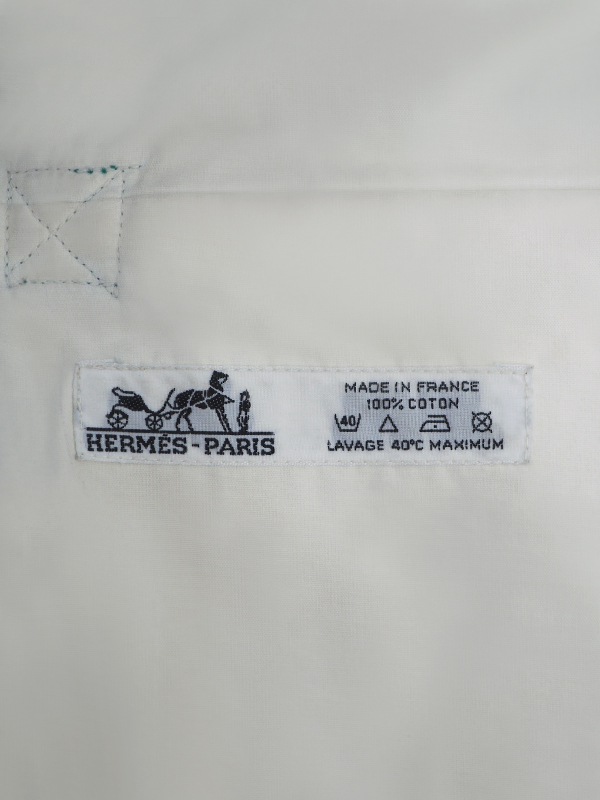 HERMÈS-PARIS
MADE IN FRANCE
100% COTON
40
LAVAGE 40°C MAXIMUM